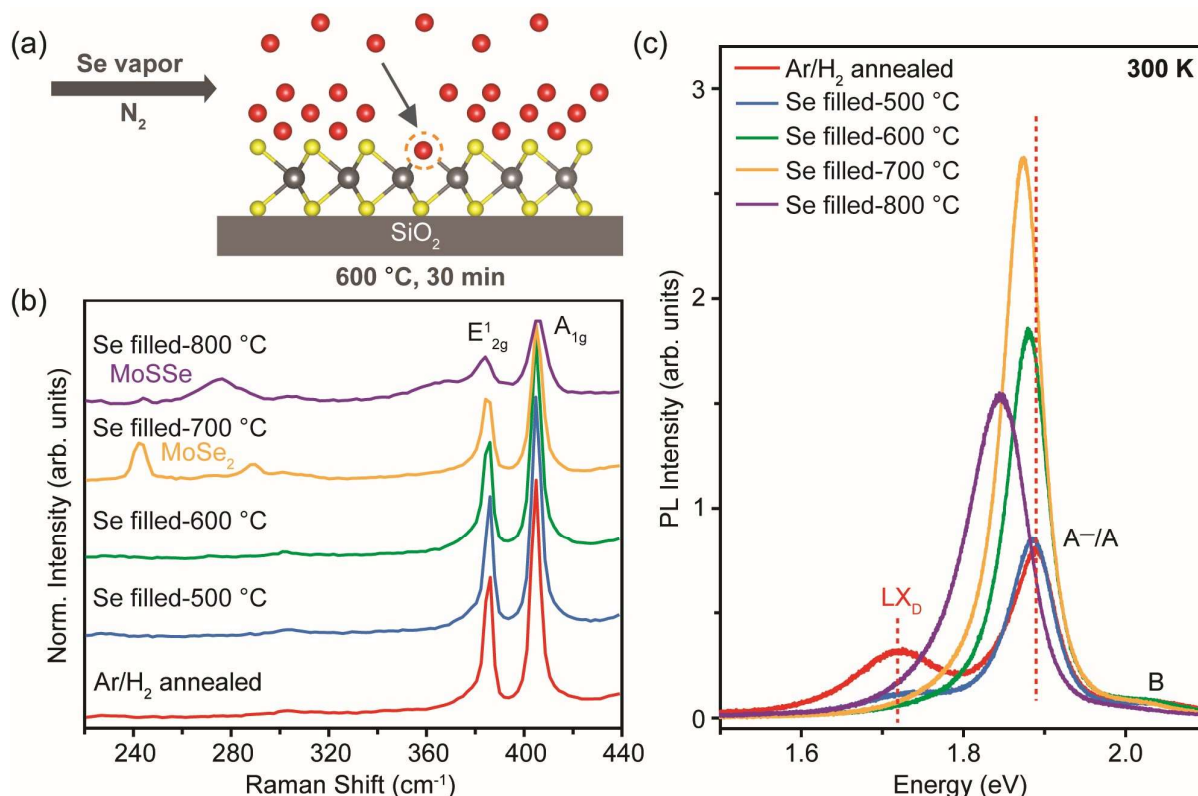 (a)
Se vapor
N₂
SiO₂
600 °C, 30 min
(b)
Norm. Intensity (arb. units)
E¹₂g
A₁g
Se filled-800 °C
MoSSe
Se filled-700 °C
MoSe₂
Se filled-600 °C
Se filled-500 °C
Ar/H₂ annealed
240 280 320 360 400 440
Raman Shift (cm⁻¹)
(c)
300 K
Ar/H₂ annealed
Se filled-500 °C
Se filled-600 °C
Se filled-700 °C
Se filled-800 °C
PL Intensity (arb. units)
3
2
1
0
A—/A
LX_D
B
1.6 1.8 2.0
Energy (eV)